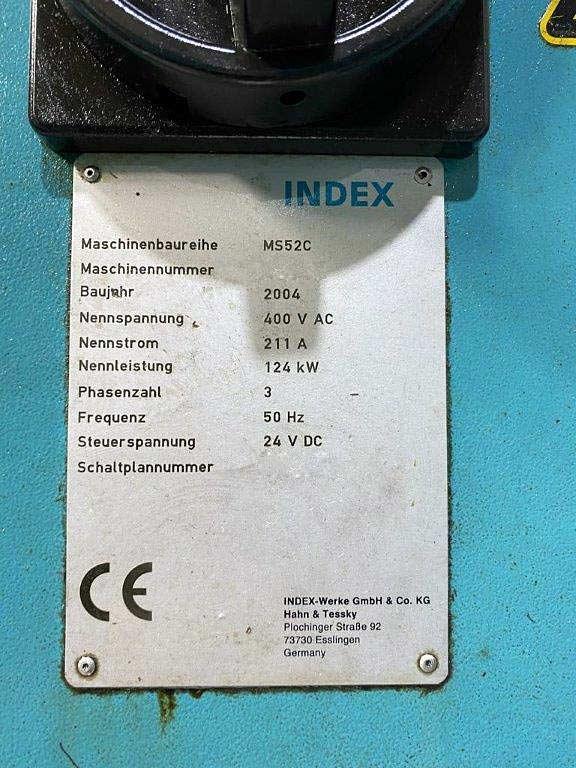 INDEX
Maschinenbaureihe MS52C
Maschinennummer
Baujahr 2004
Nennspannung 400 V AC
Nennstrom 211 A
Nennleistung 124 kW
Phasenzahl 3
Frequenz 50 Hz
Steuerspannung 24 V DC
Schaltplannummer
CE
INDEX-Werke GmbH & Co. KG
Hahn & Tessky
Plochinger Straße 92
73730 Esslingen
Germany